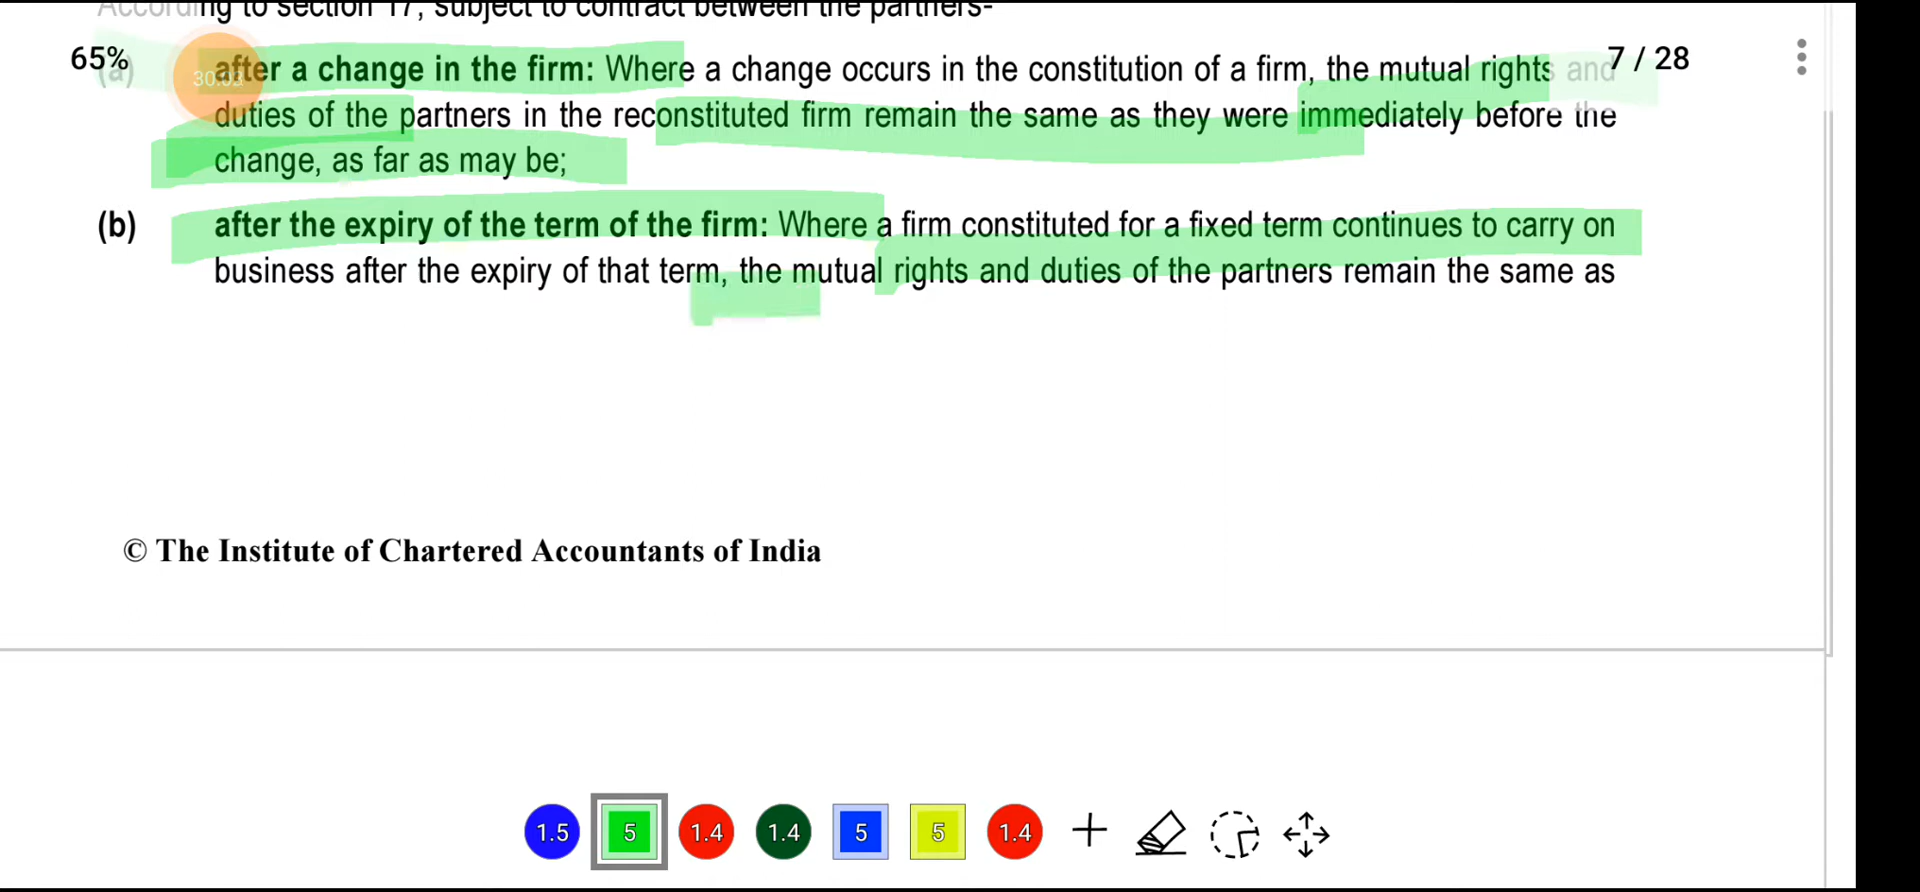 According to section 17, subject to contract between the partners-
65%
7 / 28
(a) after a change in the firm: Where a change occurs in the constitution of a firm, the mutual rights and
30:03
duties of the partners in the reconstituted firm remain the same as they were immediately before the
change, as far as may be;
(b) after the expiry of the term of the firm: Where a firm constituted for a fixed term continues to carry on
business after the expiry of that term, the mutual rights and duties of the partners remain the same as
© The Institute of Chartered Accountants of India
1.5 5 1.4 1.4 5 5 1.4